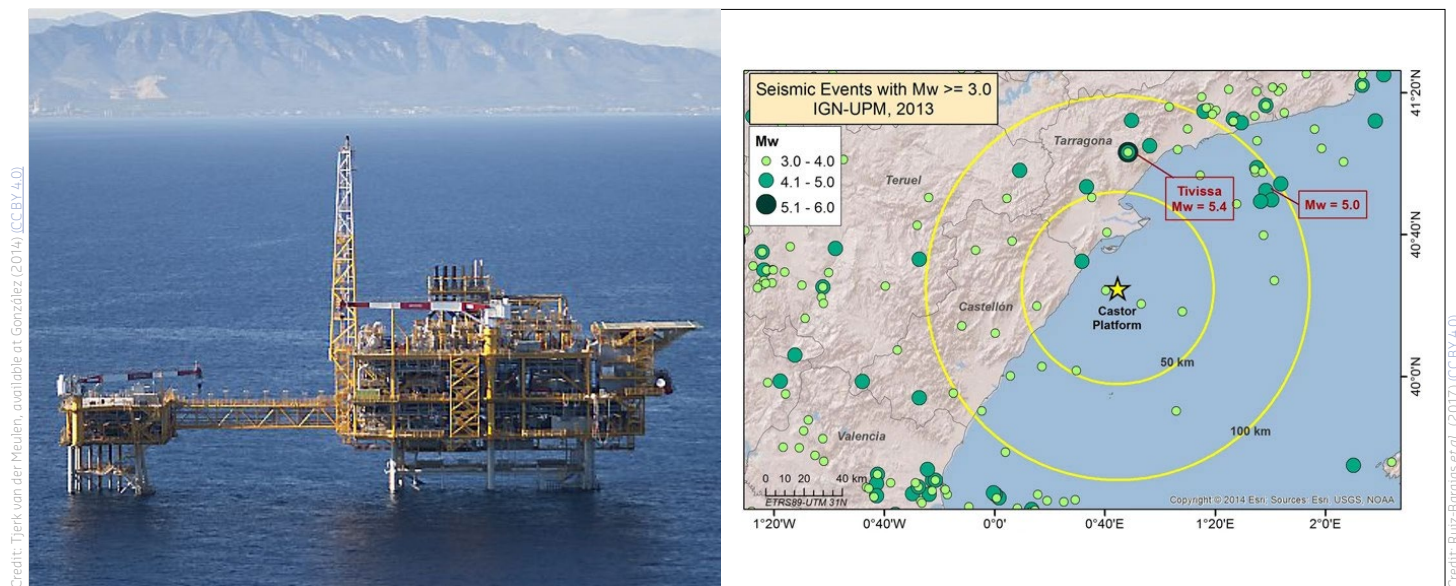 Credit: Tjerk van der Meulen, available at González (2014) (CC BY 4.0)
Seismic Events with Mw >= 3.0
IGN-UPM, 2013
Mw
3.0 - 4.0
4.1 - 5.0
5.1 - 6.0
Tarragona
Teruel
Tivissa
Mw = 5.4
Mw = 5.0
Castellón
Castor
Platform
50 km
100 km
Valencia
0 10 20 40 km
ETRS89-UTM 31N
Copyright © 2014 Esri. Sources: Esri, USGS, NOAA
1°20'W
0°40'W
0°0'
0°40'E
1°20'E
2°0'E
41°20'N
40°40'N
40°0'N
Credit: Ruiz-Barajas et al. (2017) (CC BY 4.0)